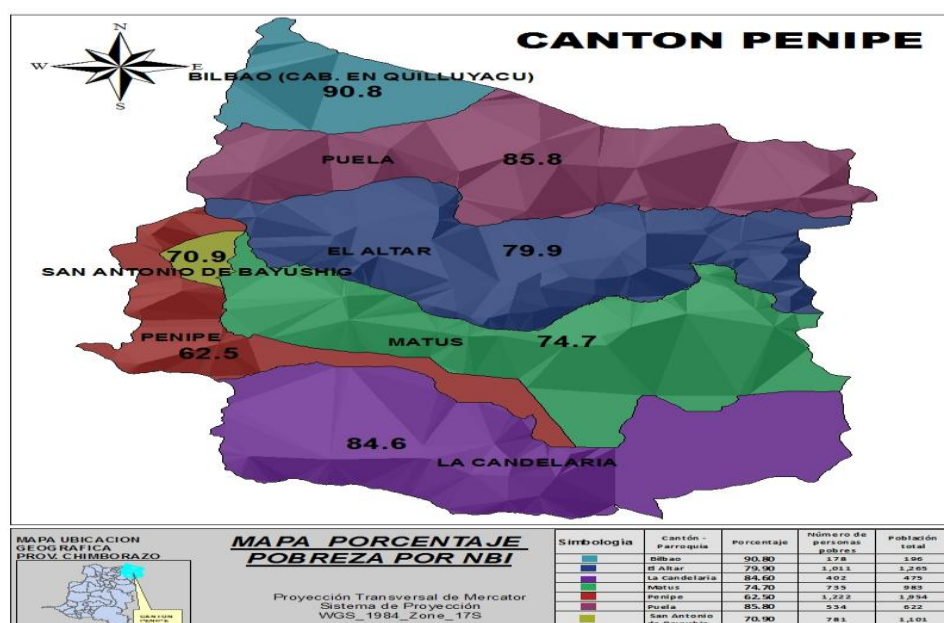 CANTON PENIPE
N
W E
S
BILBAO (CAB. EN QUILLUYACU)
90.8
PUELA 85.8
EL ALTAR 79.9
70.9
SAN ANTONIO DE BAYUSHIG
PENIPE
62.5
MATUS 74.7
84.6
LA CANDELARIA
MAPA UBICACION
GEOGRAFICA
PROV. CHIMBORAZO
CANTON
PENIPE
MAPA PORCENTAJE
POBREZA POR NBI
Proyección Transversal de Mercator
Sistema de Proyección
WGS_1984_Zone_17S
Simbologia Cantón - Parroquia Porcentaje Número de personas pobres Población total
Bilbao 90.80 178 196
El Altar 79.90 1,011 1,265
La Candelaria 84.60 402 475
Matus 74.70 735 983
Penipe 62.50 1,222 1,954
Puela 85.80 534 622
San Antonio de Bayushig 70.90 781 1,101